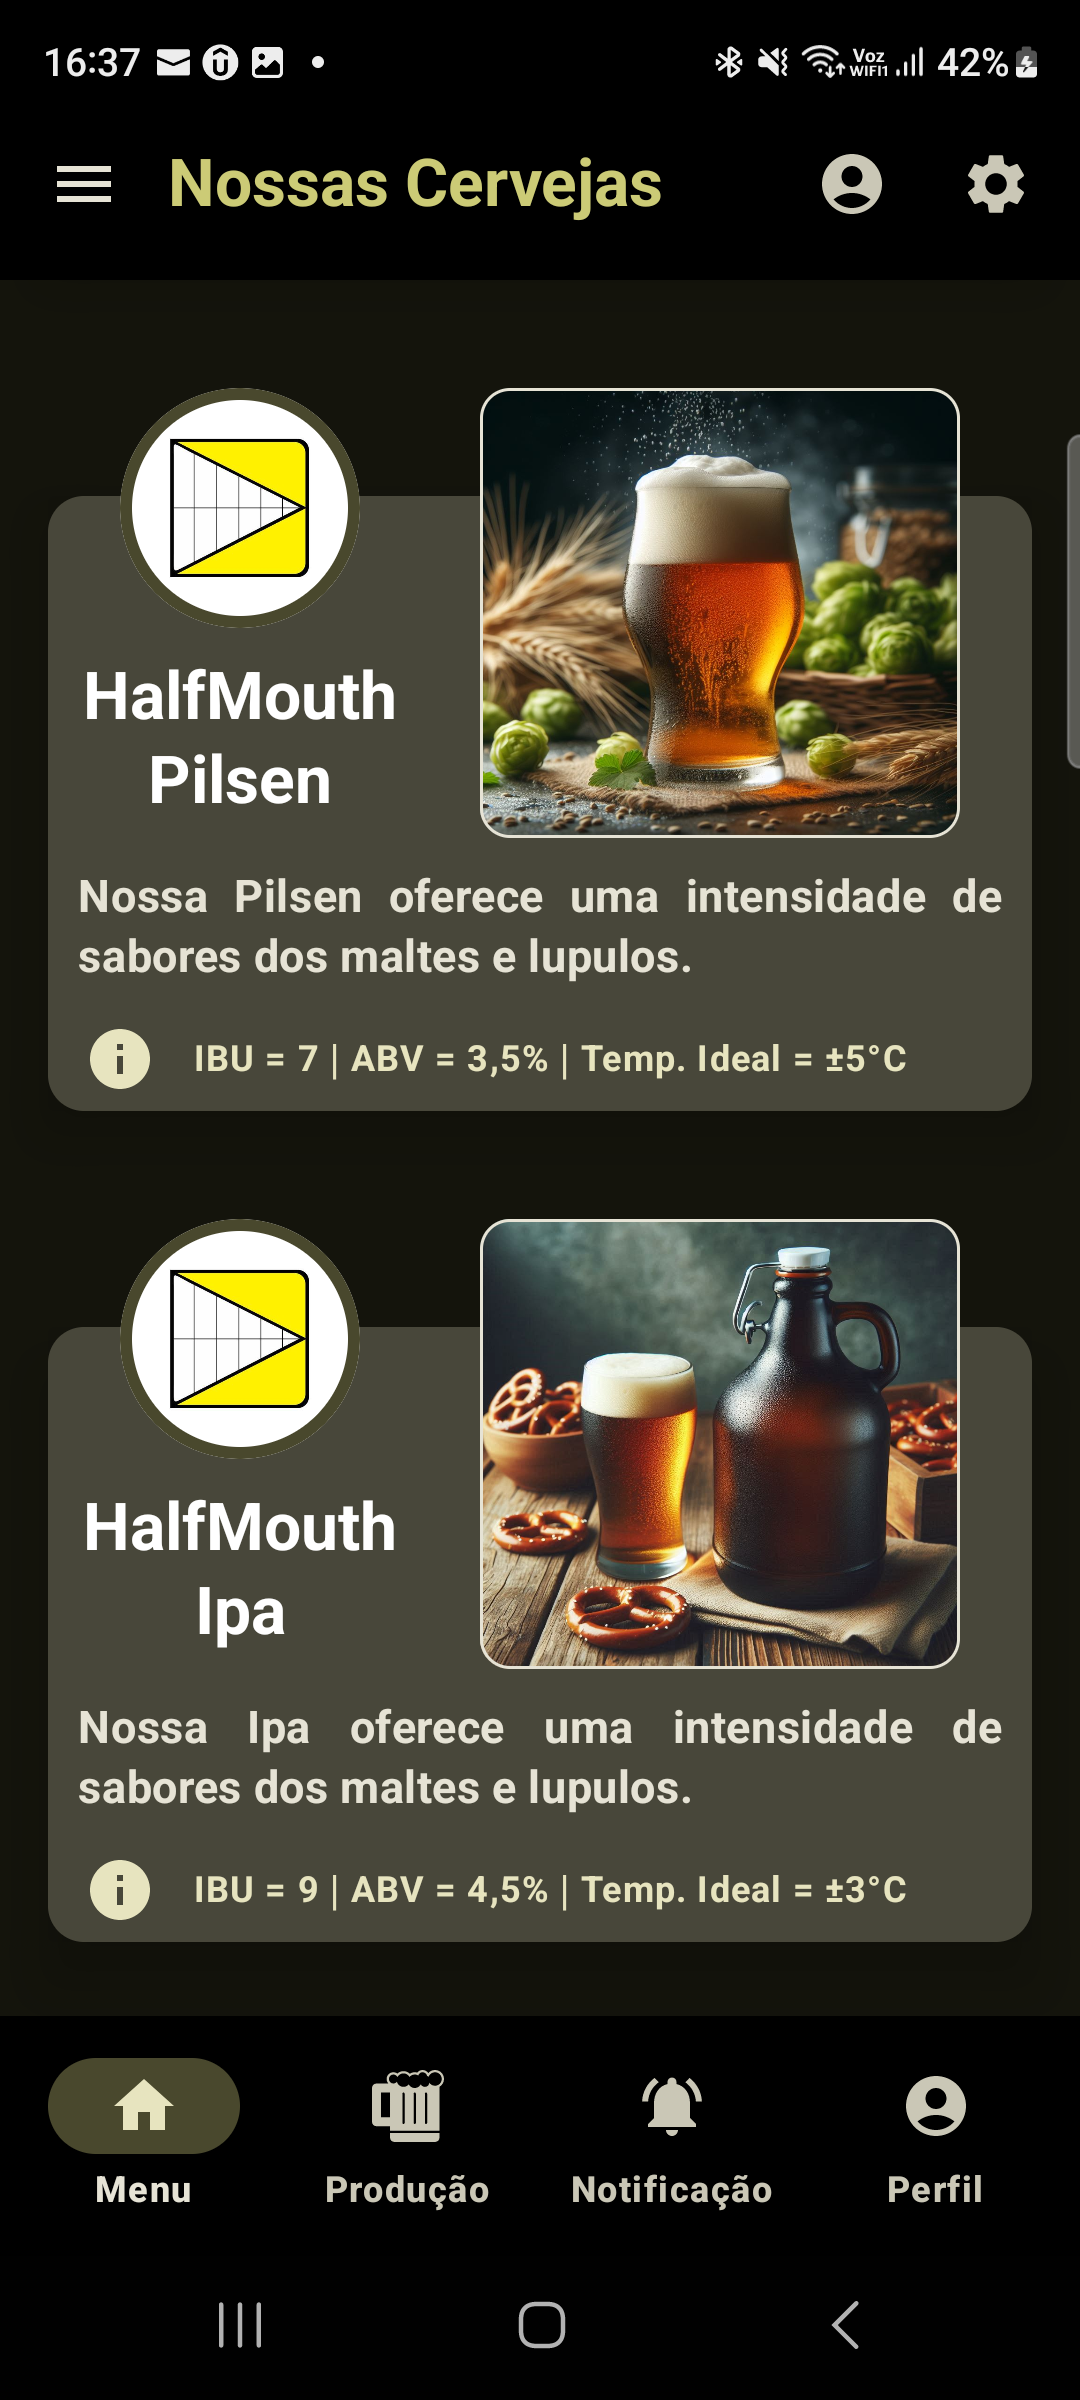 16:37
Voz
WIFI1
42%
Nossas Cervejas
HalfMouth
Pilsen
Nossa Pilsen oferece uma intensidade de
sabores dos maltes e lupulos.
IBU = 7 | ABV = 3,5% | Temp. Ideal = ±5°C
HalfMouth
Ipa
Nossa Ipa oferece uma intensidade de
sabores dos maltes e lupulos.
IBU = 9 | ABV = 4,5% | Temp. Ideal = ±3°C
Menu
Produção
Notificação
Perfil